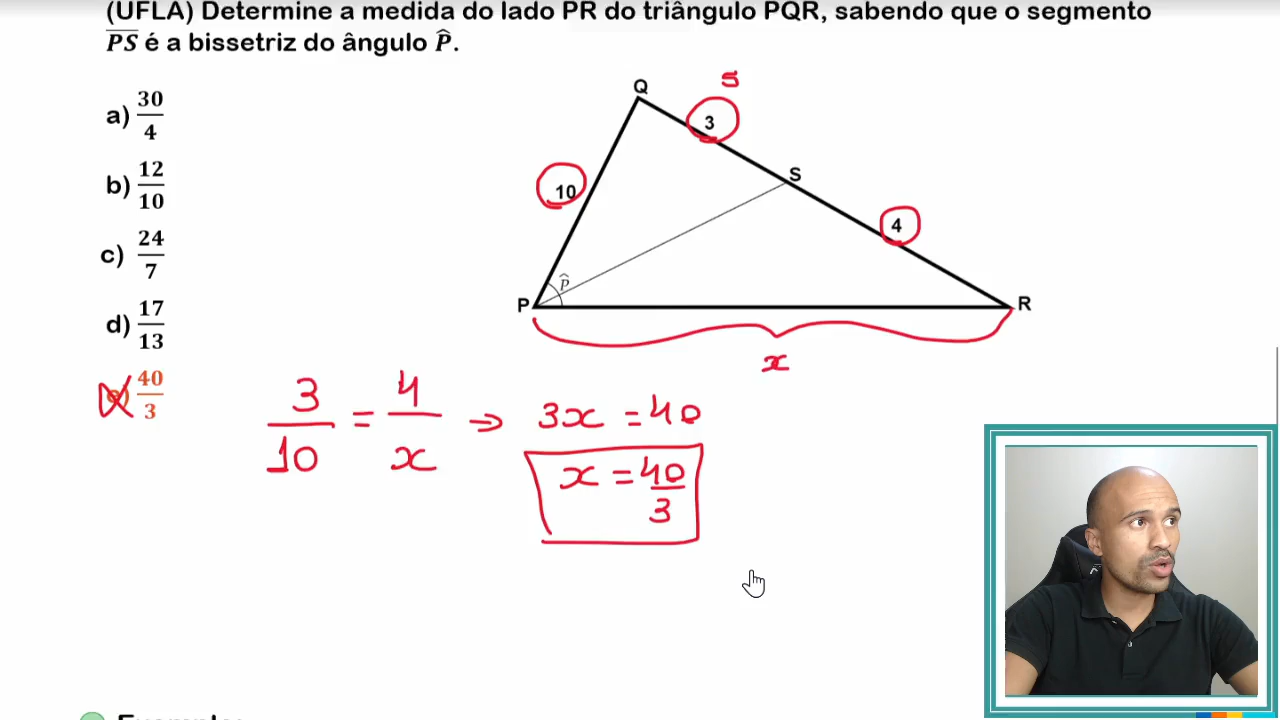 (UFLA) Determine a medida do lado PR do triângulo PQR, sabendo que o segmento
PS é a bissetriz do ângulo P̂.
a) 30/4
b) 12/10
c) 24/7
d) 17/13
40/3
Q
5
3
S
10
4
P̂
P
R
x
3/10 = 4/x → 3x = 40
x = 40/3